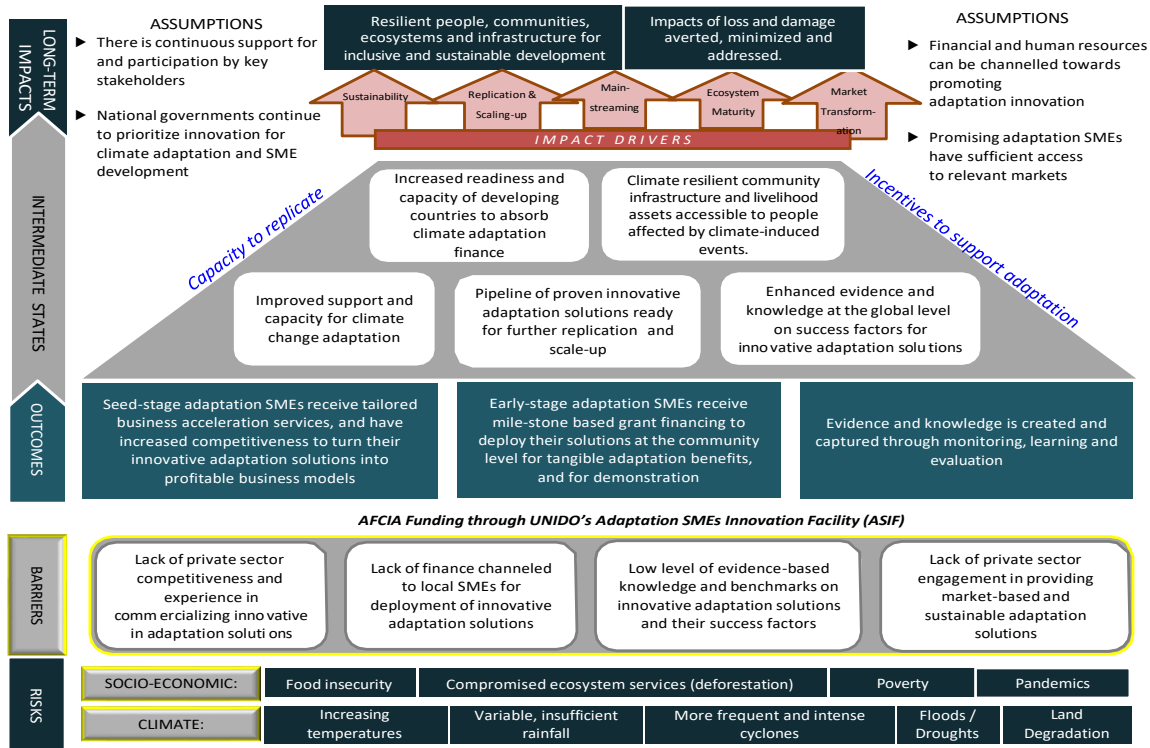 ASSUMPTIONS
► There is continuous support for
and participation by key
stakeholders
► National governments continue
to prioritize innovation for
climate adaptation and SME
development
Resilient people, communities,
ecosystems and infrastructure for
inclusive and sustainable development
Impacts of loss and damage
averted, minimized and
addressed.
ASSUMPTIONS
► Financial and human resources
can be channelled towards
promoting
adaptation innovation
► Promising adaptation SMEs
have sufficient access
to relevant markets
LONG-TERM
IMPACTS
Sustainability
Replication &
Scaling-up
Main-
streaming
Ecosystem
Maturity
Market
Transform-
ation
IMPACT DRIVERS
INTERMEDIATE STATES
Capacity to replicate
Incentives to support adaptation
Increased readiness and
capacity of developing
countries to absorb
climate adaptation
finance
Climate resilient community
infrastructure and livelihood
assets accessible to people
affected by climate-induced
events.
Improved support and
capacity for climate
change adaptation
Pipeline of proven innovative
adaptation solutions ready
for further replication and
scale-up
Enhanced evidence and
knowledge at the global level
on success factors for
innovative adaptation solutions
OUTCOMES
Seed-stage adaptation SMEs receive tailored
business acceleration services, and have
increased competitiveness to turn their
innovative adaptation solutions into
profitable business models
Early-stage adaptation SMEs receive
mile-stone based grant financing to
deploy their solutions at the community
level for tangible adaptation benefits,
and for demonstration
Evidence and knowledge is created and
captured through monitoring, learning and
evaluation
AFCIA Funding through UNIDO's Adaptation SMEs Innovation Facility (ASIF)
BARRIERS
Lack of private sector
competitiveness and
experience in
commercializing innovative
in adaptation solutions
Lack of finance channeled
to local SMEs for
deployment of innovative
adaptation solutions
Low level of evidence-based
knowledge and benchmarks on
innovative adaptation solutions
and their success factors
Lack of private sector
engagement in providing
market-based and
sustainable adaptation
solutions
RISKS
SOCIO-ECONOMIC:
Food insecurity
Compromised ecosystem services (deforestation)
Poverty
Pandemics
CLIMATE:
Increasing
temperatures
Variable, insufficient
rainfall
More frequent and intense
cyclones
Floods /
Droughts
Land
Degradation